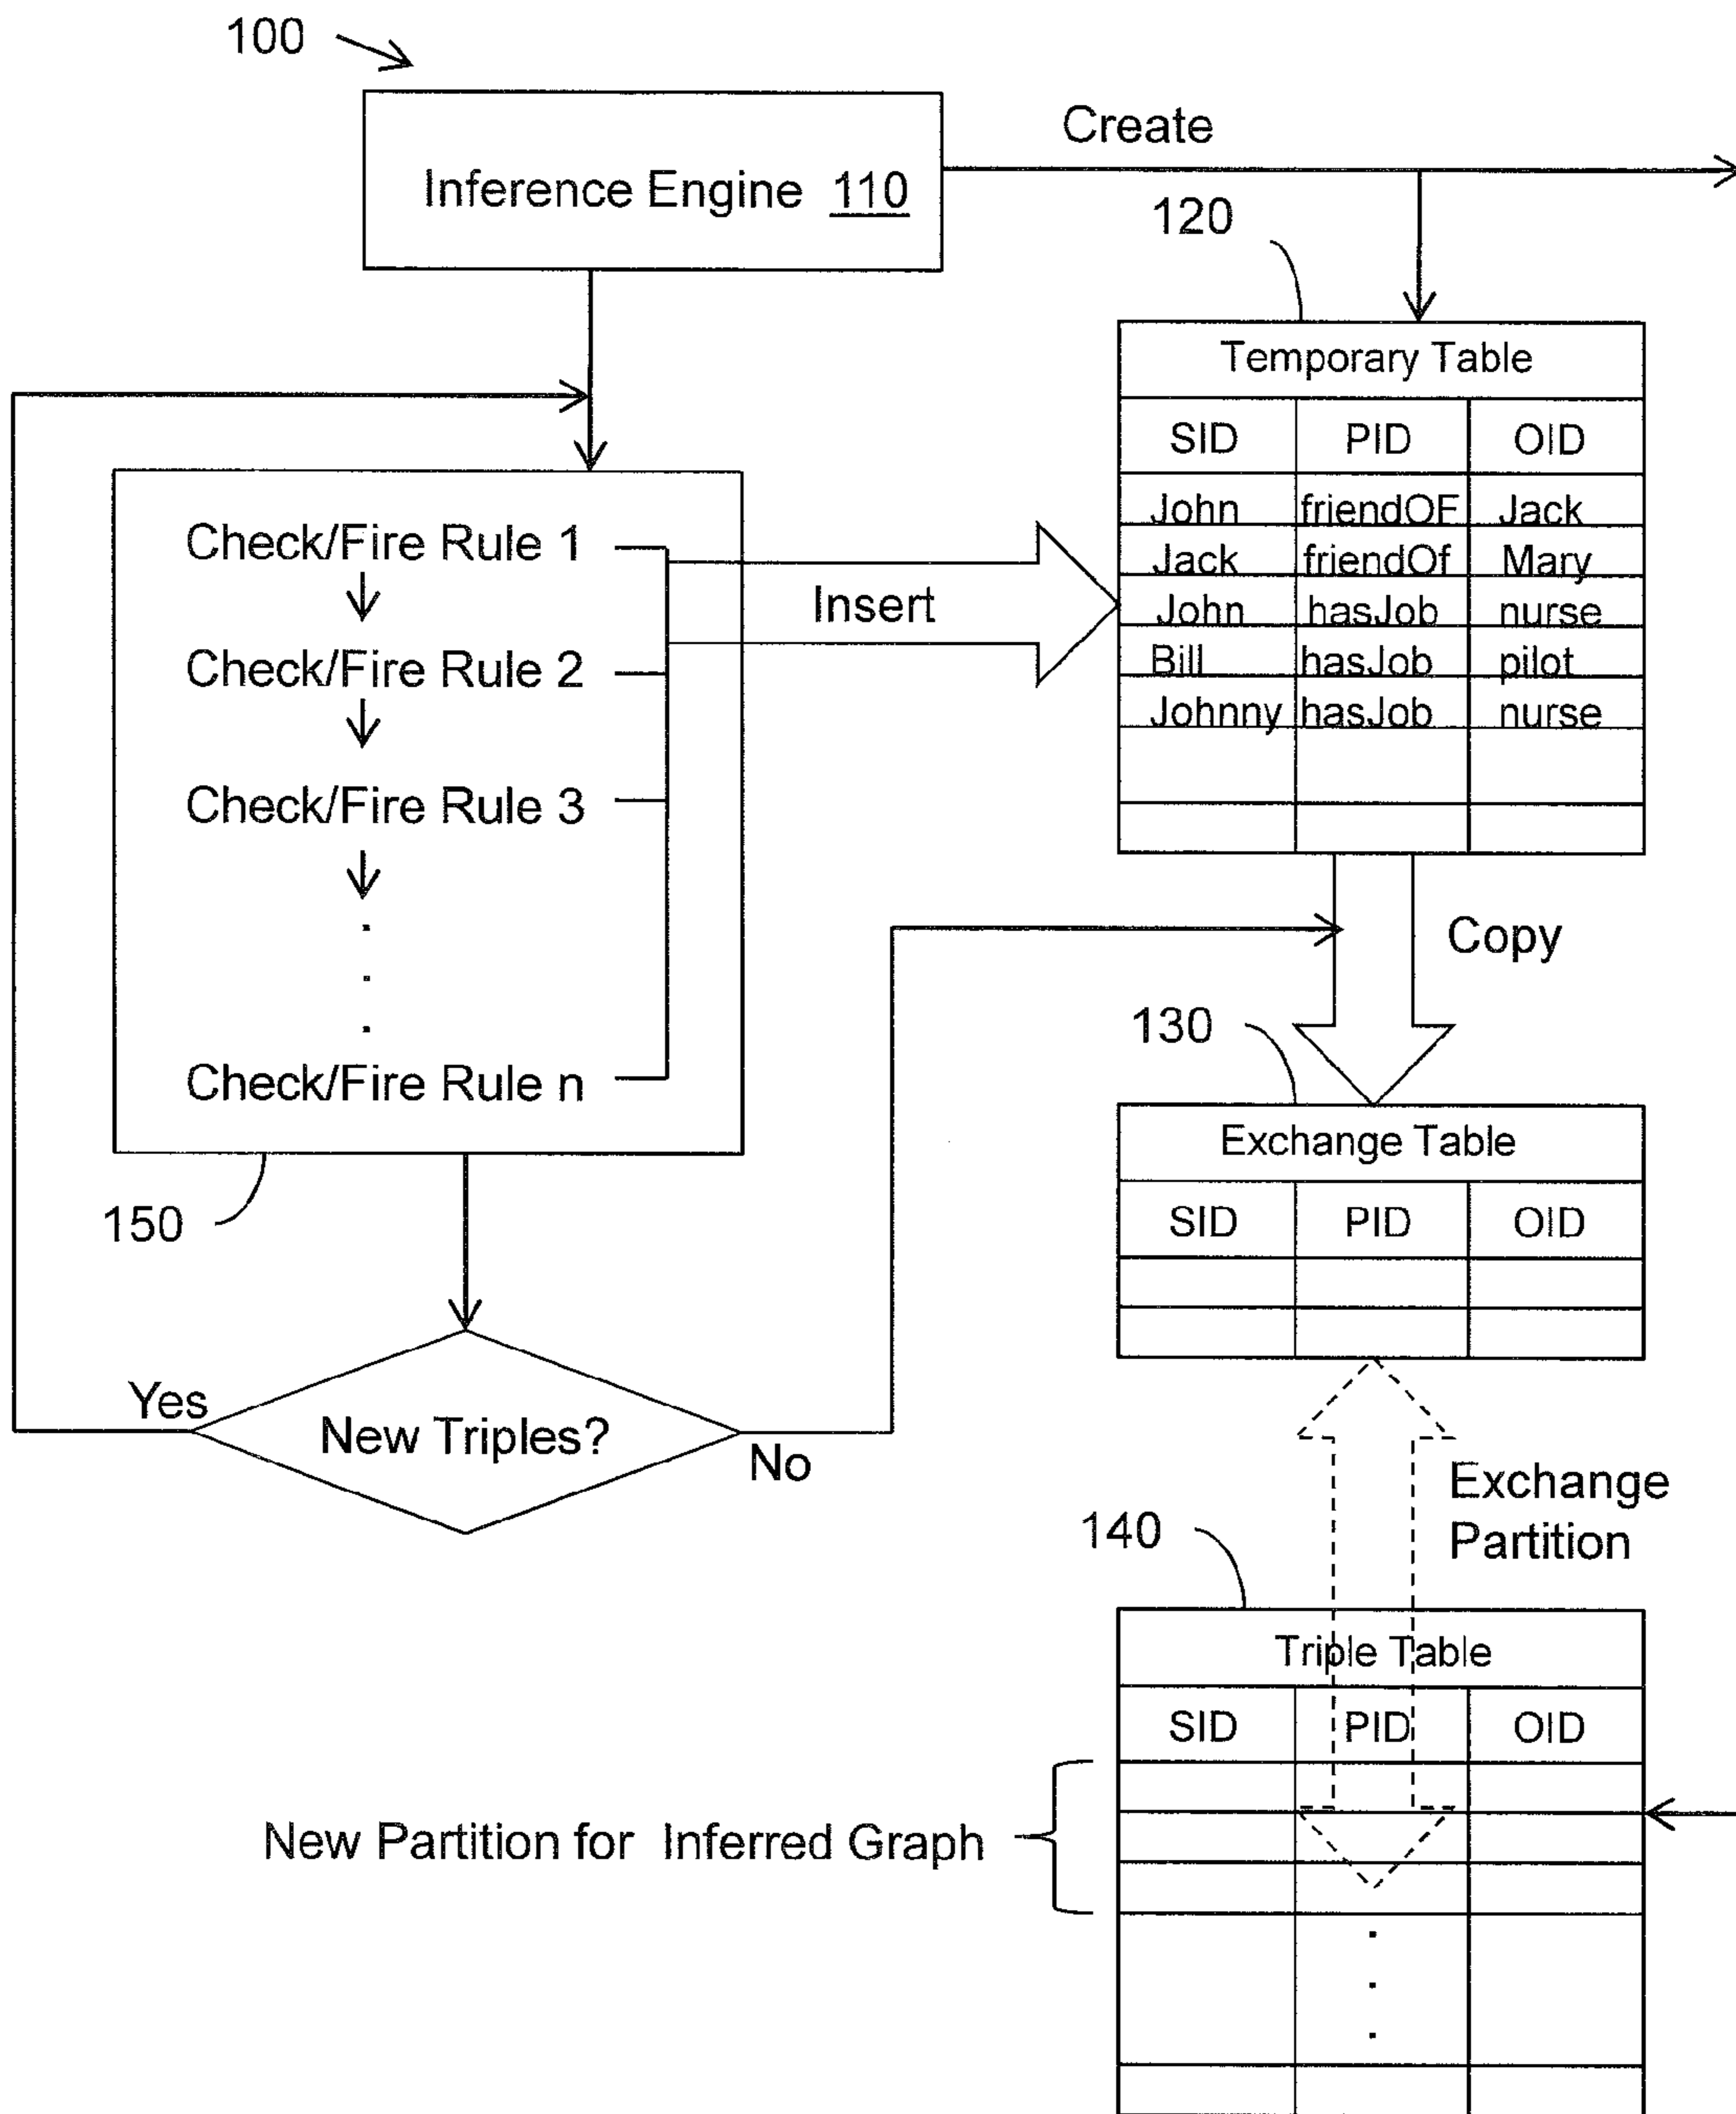 100
Inference Engine 110
Create
120
Temporary Table
SID PID OID
John friendOF Jack
Jack friendOf Mary
John hasJob nurse
Bill hasJob pilot
Johnny hasJob nurse
Check/Fire Rule 1
Check/Fire Rule 2
Check/Fire Rule 3
.
.
.
Check/Fire Rule n
Insert
150
New Triples?
Yes
No
Copy
130
Exchange Table
SID PID OID
Exchange
Partition
140
Triple Table
SID PID OID
New Partition for Inferred Graph
.
.
.